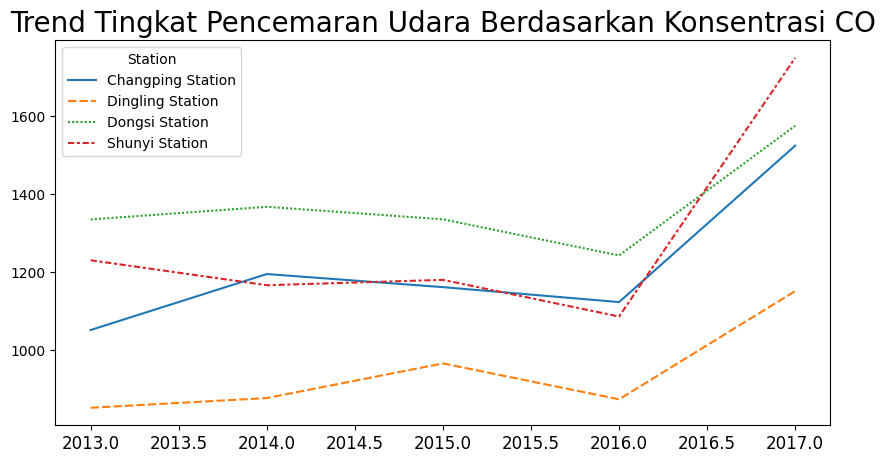 Trend Tingkat Pencemaran Udara Berdasarkan Konsentrasi CO
Station
Changping Station
Dingling Station
Dongsi Station
Shunyi Station
1600
1400
1200
1000
2013.0 2013.5 2014.0 2014.5 2015.0 2015.5 2016.0 2016.5 2017.0